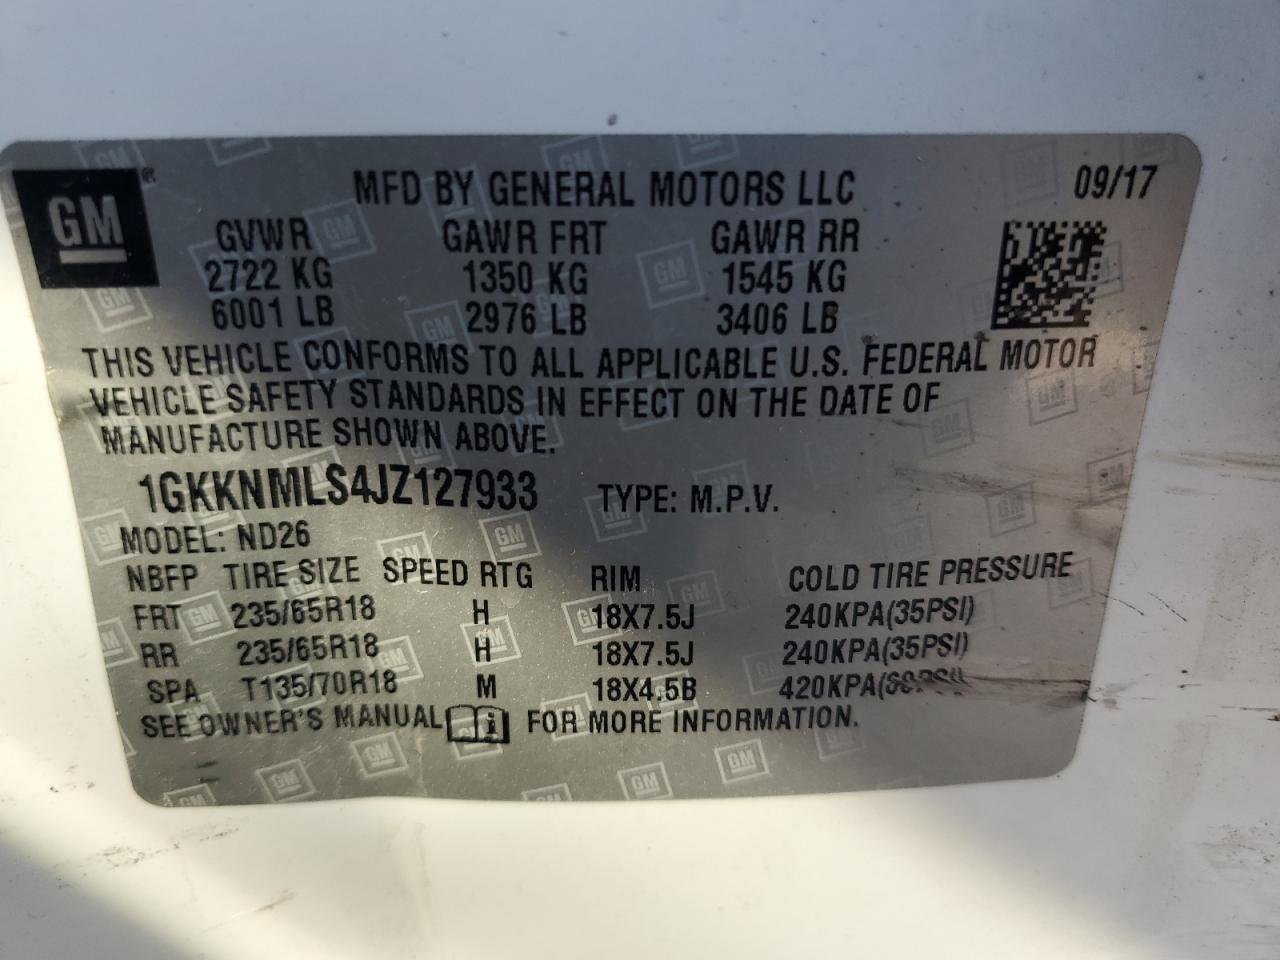 GM ®
MFD BY GENERAL MOTORS LLC 09/17
GVWR GAWR FRT GAWR RR
2722 KG 1350 KG 1545 KG
6001 LB 2976 LB 3406 LB
THIS VEHICLE CONFORMS TO ALL APPLICABLE U.S. FEDERAL MOTOR
VEHICLE SAFETY STANDARDS IN EFFECT ON THE DATE OF
MANUFACTURE SHOWN ABOVE.
1GKKNMLS4JZ127933 TYPE: M.P.V.
MODEL: ND26
NBFP TIRE SIZE SPEED RTG RIM COLD TIRE PRESSURE
FRT 235/65R18 H 18X7.5J 240KPA(35PSI)
RR 235/65R18 H 18X7.5J 240KPA(35PSI)
SPA T135/70R18 M 18X4.5B 420KPA
SEE OWNER'S MANUAL FOR MORE INFORMATION.